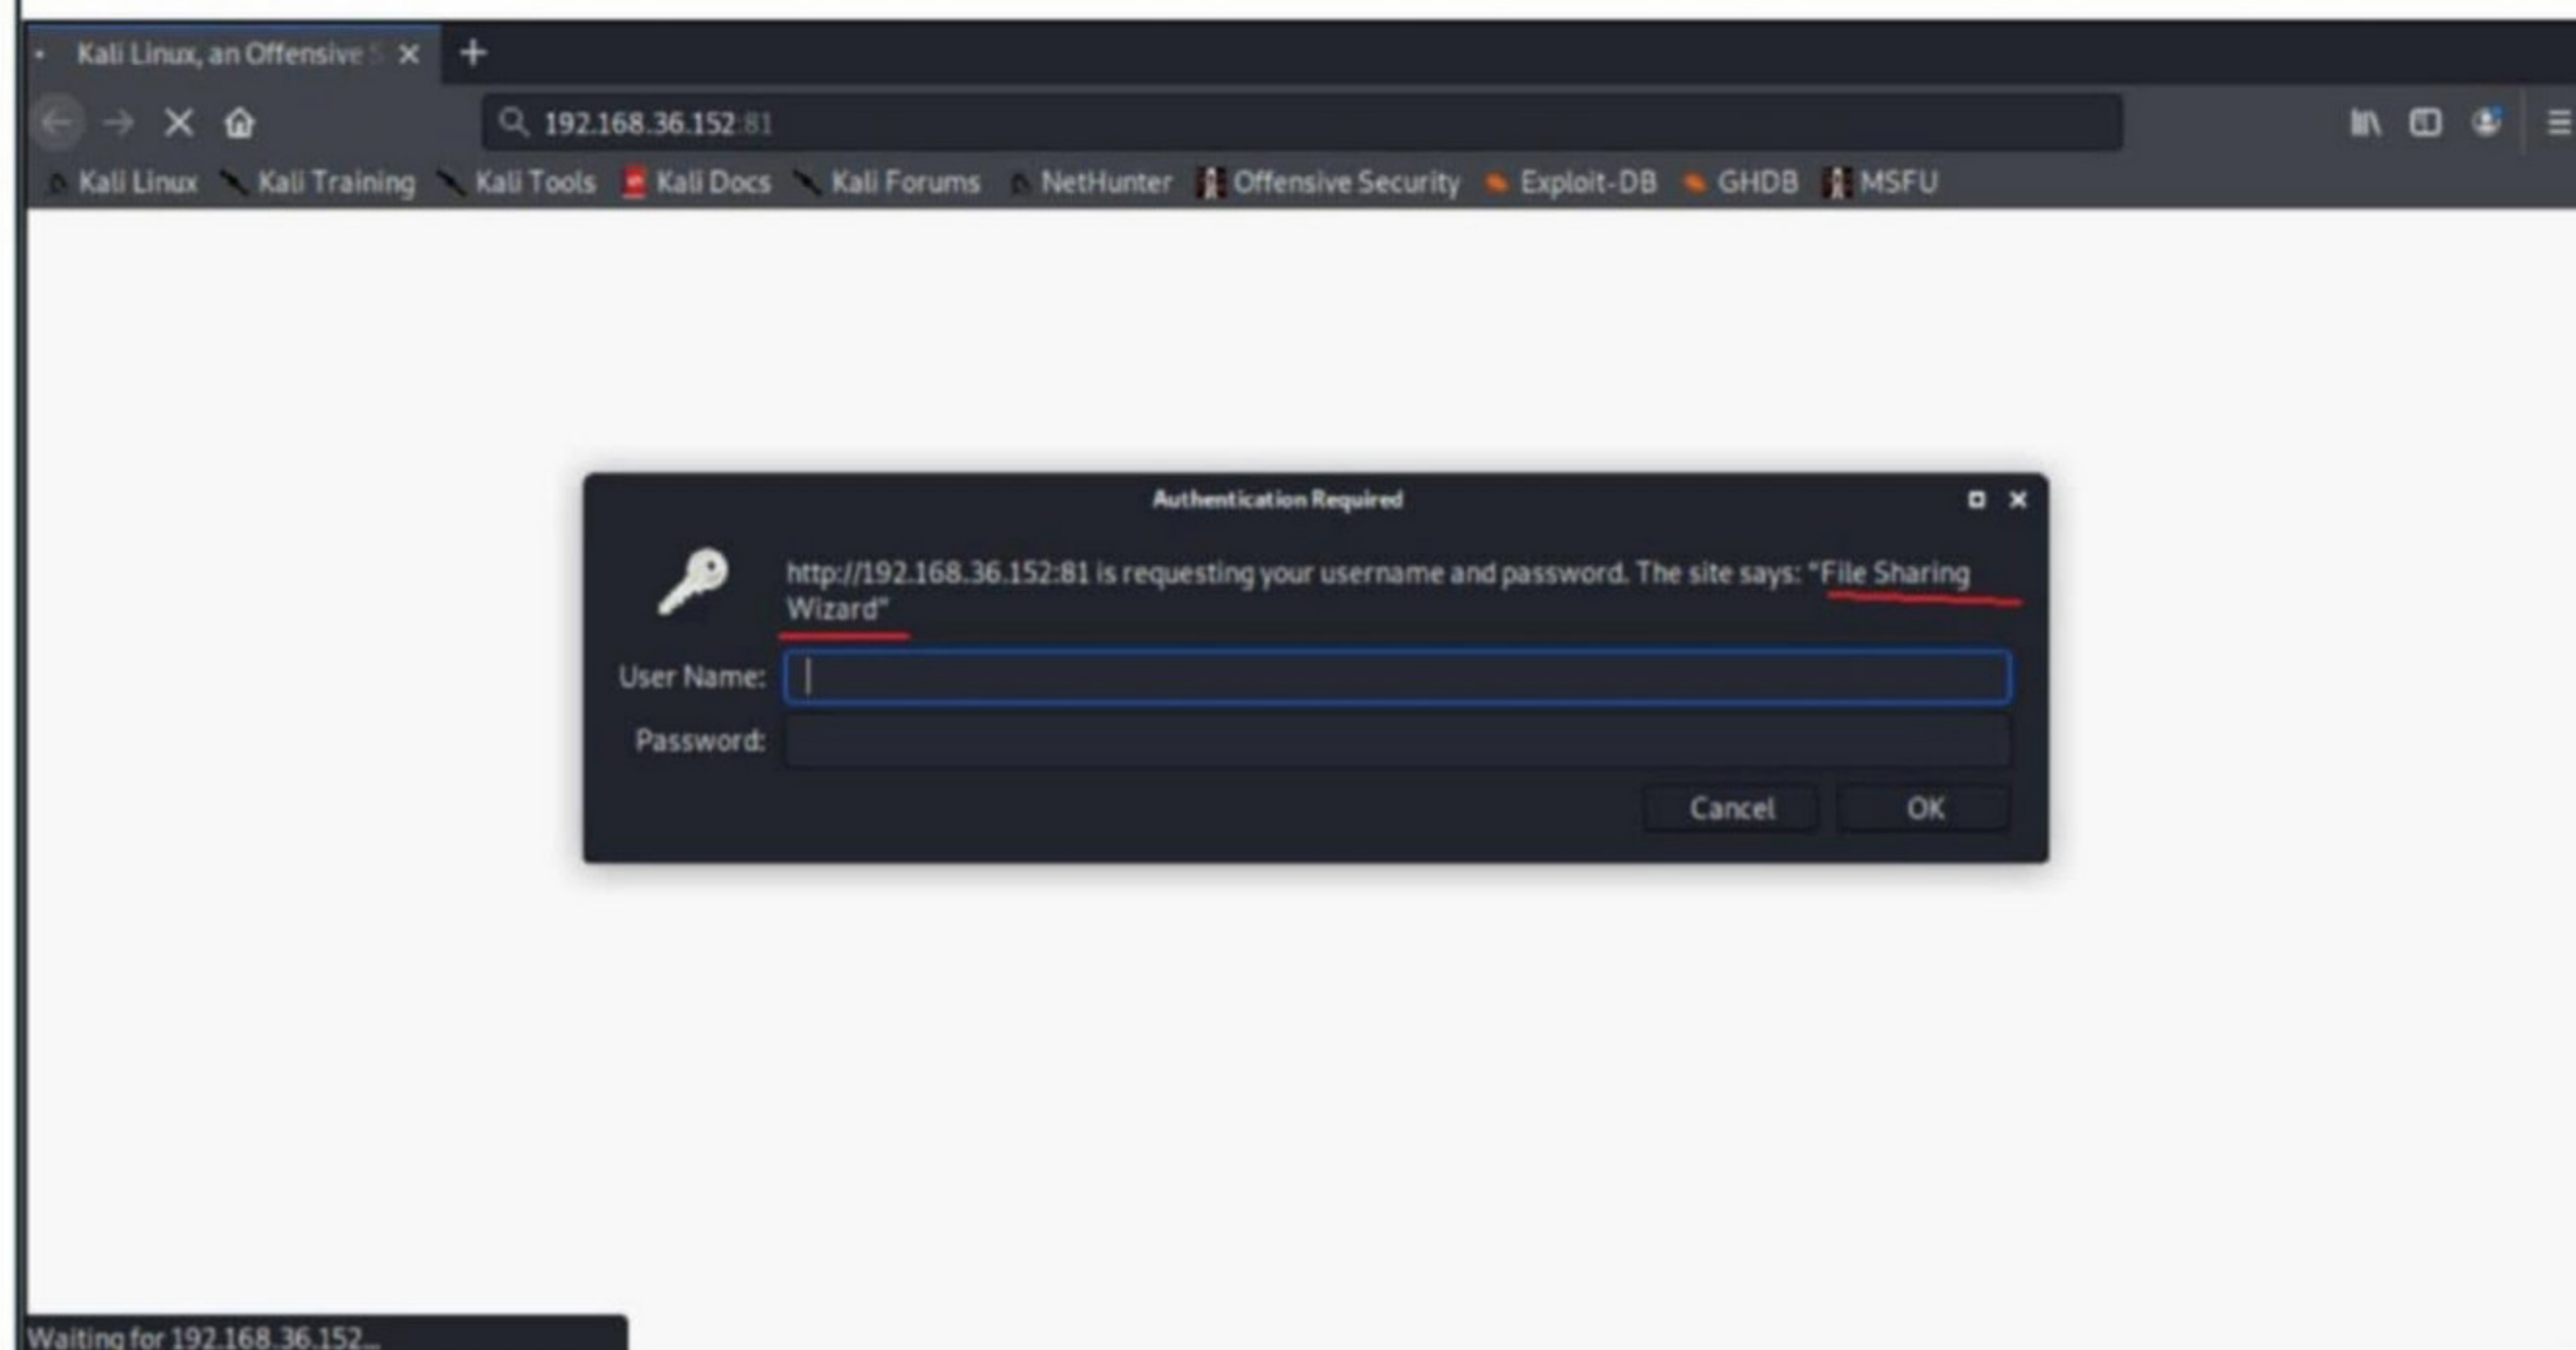 Kali Linux, an Offensive S
192.168.36.152:81
Kali Linux Kali Training Kali Tools Kali Docs Kali Forums NetHunter Offensive Security Exploit-DB GHDB MSFU
Authentication Required
http://192.168.36.152:81 is requesting your username and password. The site says: "File Sharing
Wizard"
User Name:
Password:
Cancel OK
Waiting for 192.168.36.152...